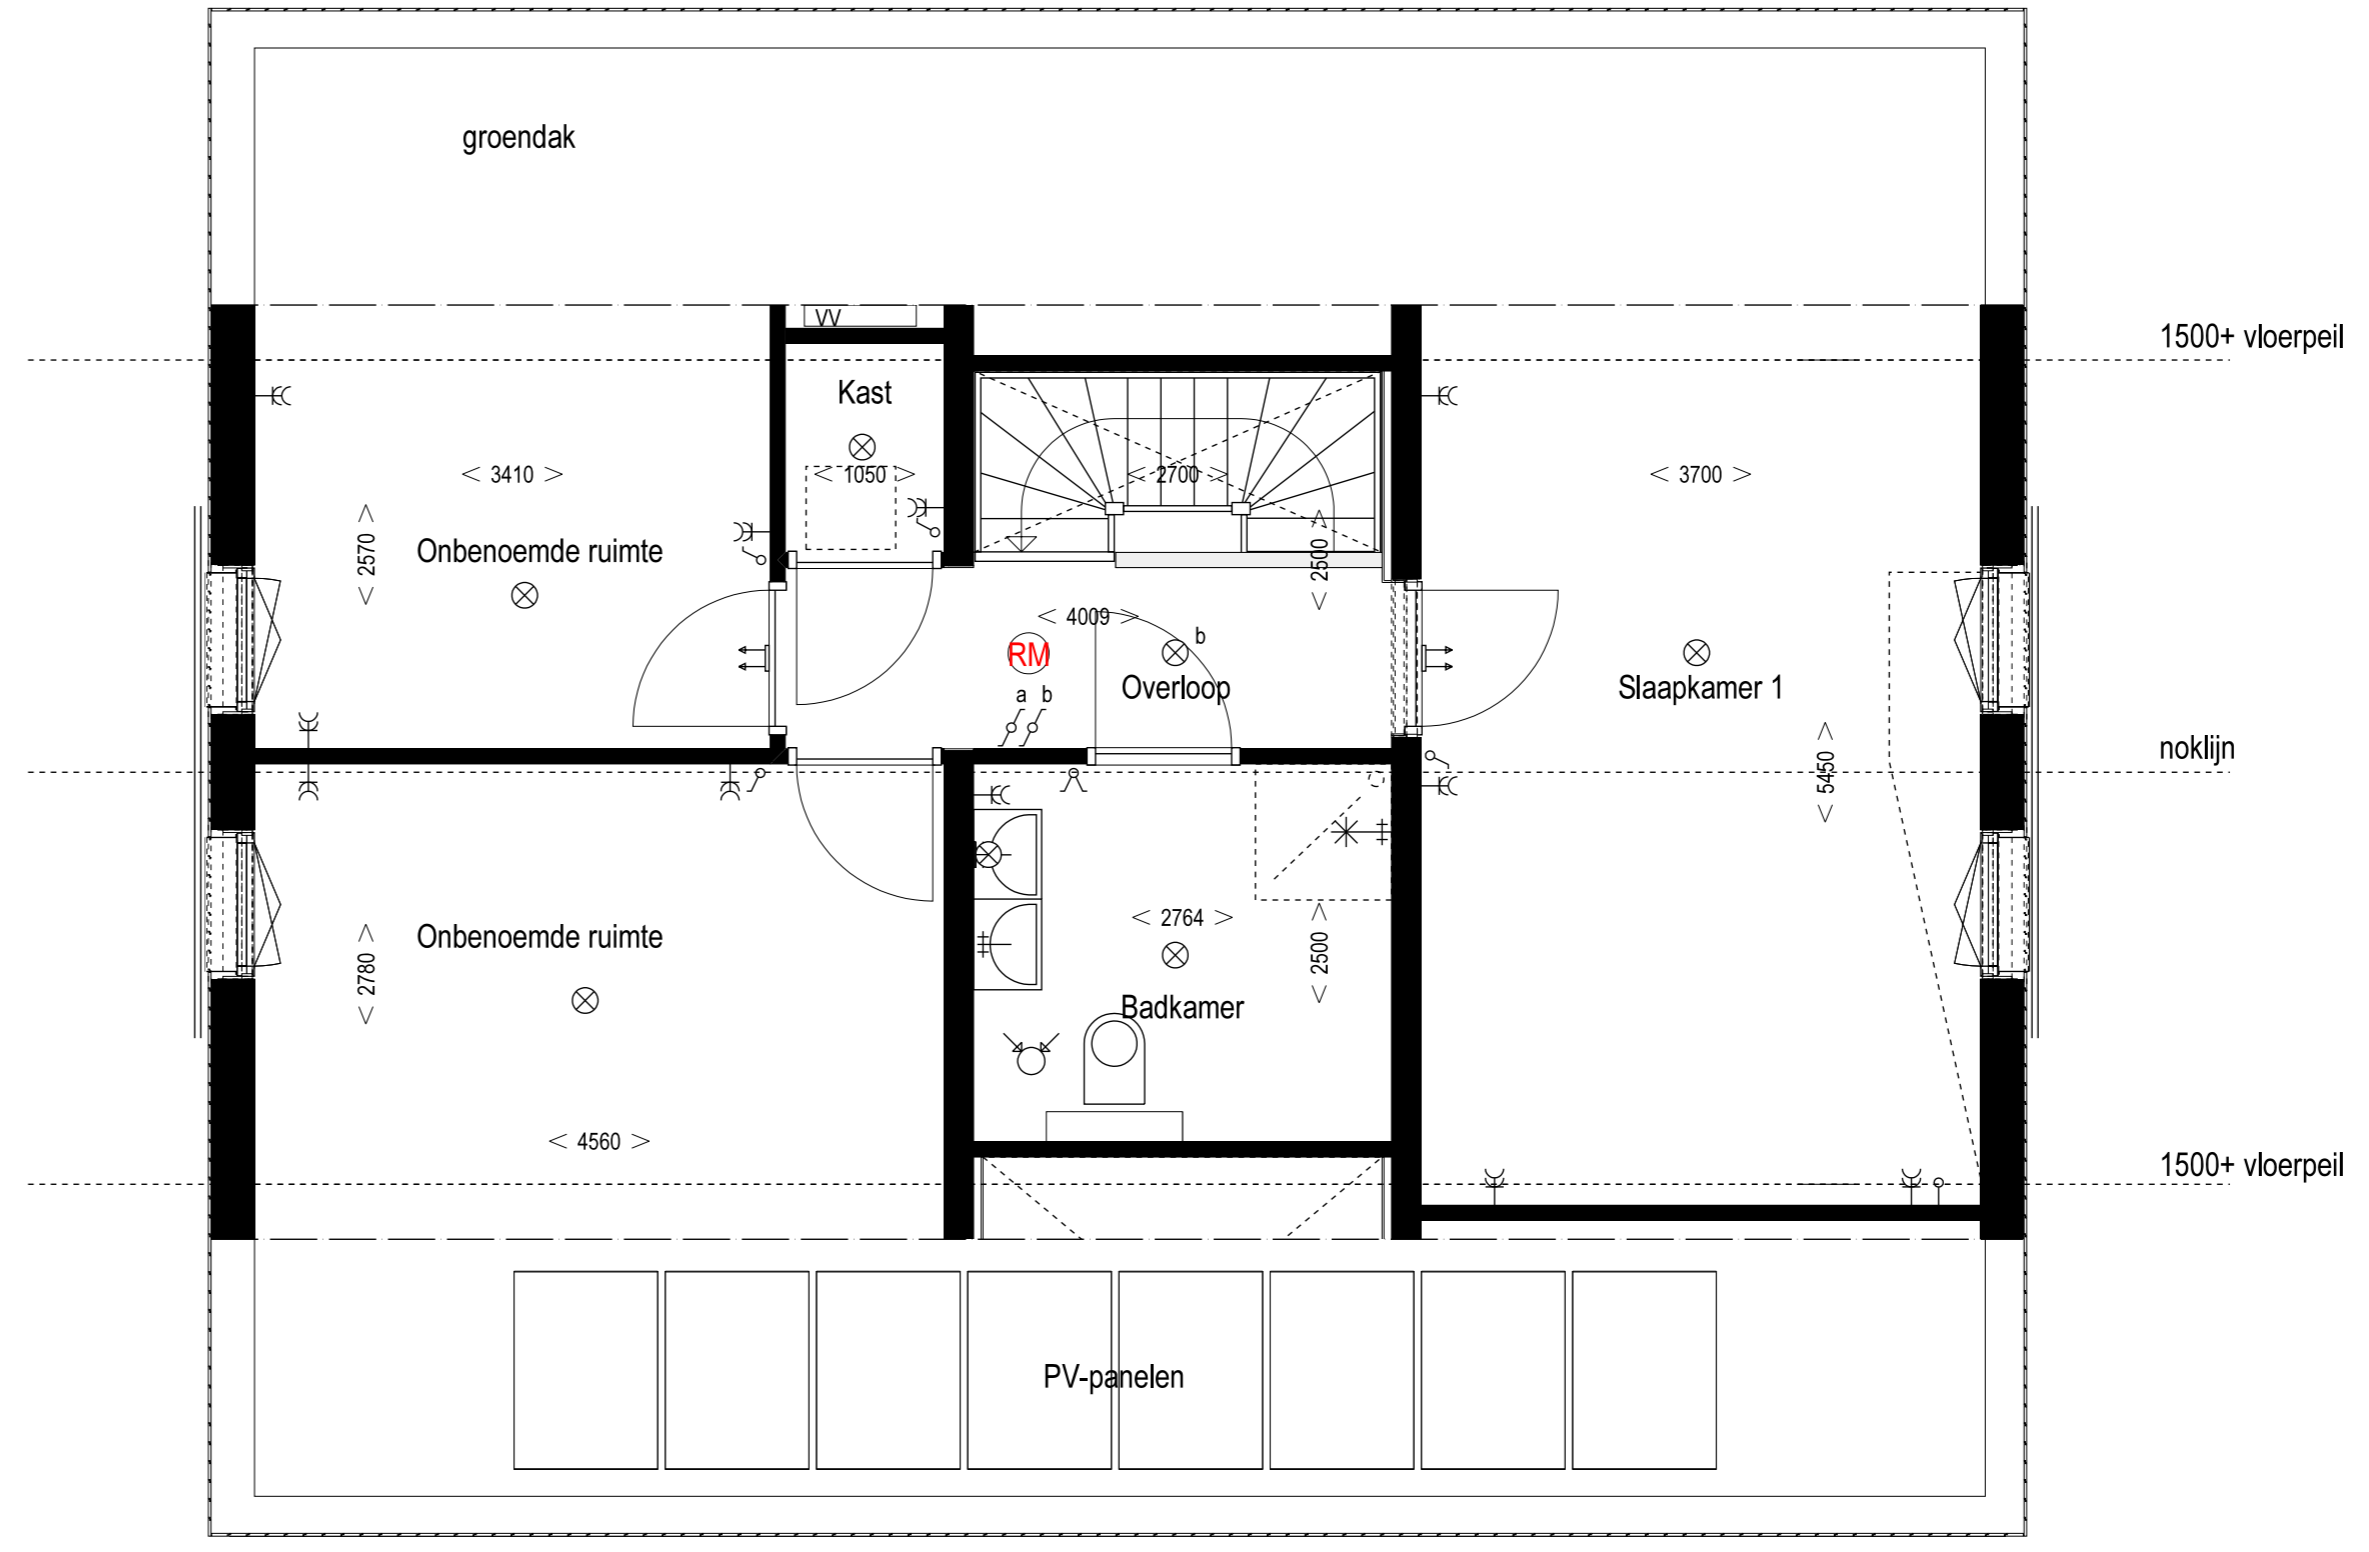 groendak
1500+ vloerpeil
VV
Kast
< 3410 >
< 1050 >
< 2700 >
< 3700 >
< 2570 >
Onbenoemde ruimte
< 2500 >
< 4009 >
RM
b
a b
Overloop
Slaapkamer 1
noklijn
< 5450 >
Onbenoemde ruimte
< 2780 >
< 2764 >
< 2500 >
Badkamer
< 4560 >
1500+ vloerpeil
PV-panelen